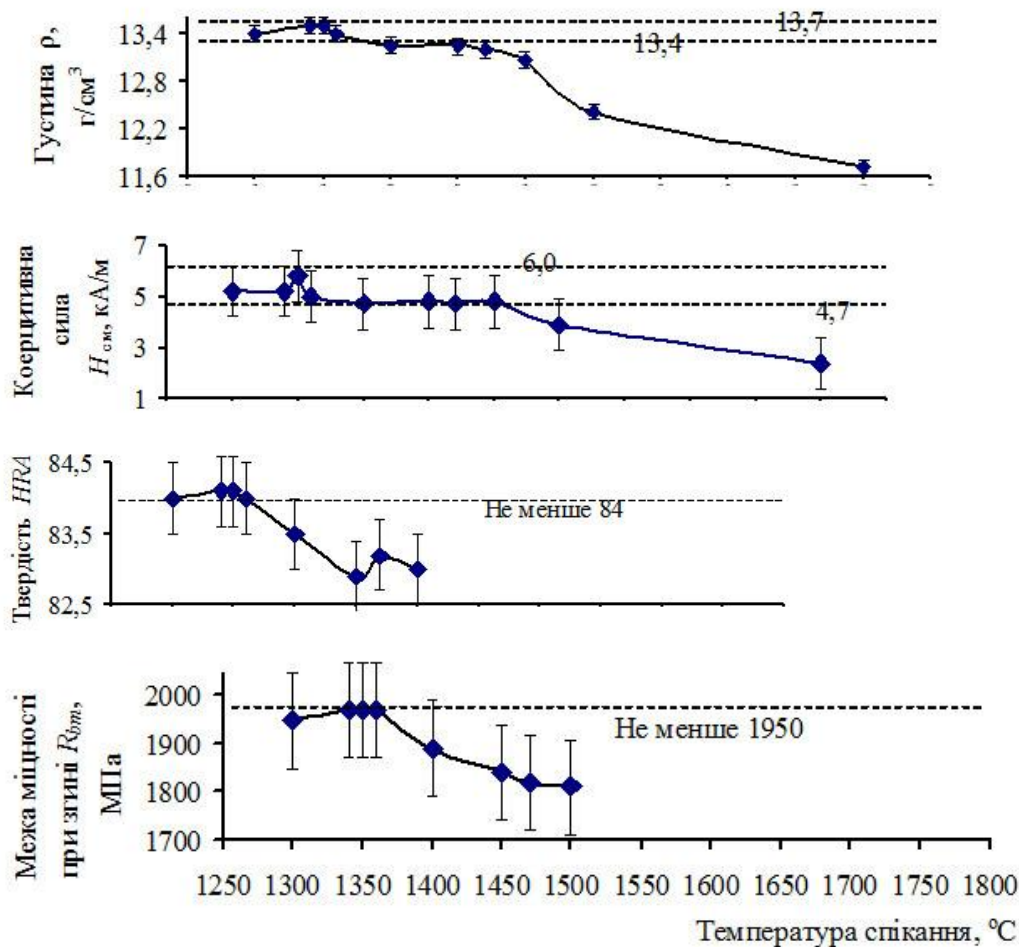 Густина ρ,
г/см³
13,4
12,8
12,2
11,6
13,7
13,4
Коерцитивна
сила
Hсм, кА/м
7
5
3
1
6,0
4,7
Твердість HRA
84,5
83,5
82,5
Не менше 84
Межа міцності
при згині Rbm,
МПа
2000
1900
1800
1700
Не менше 1950
1250 1300 1350 1400 1450 1500 1550 1600 1650 1700 1750 1800
Температура спікання, ºС